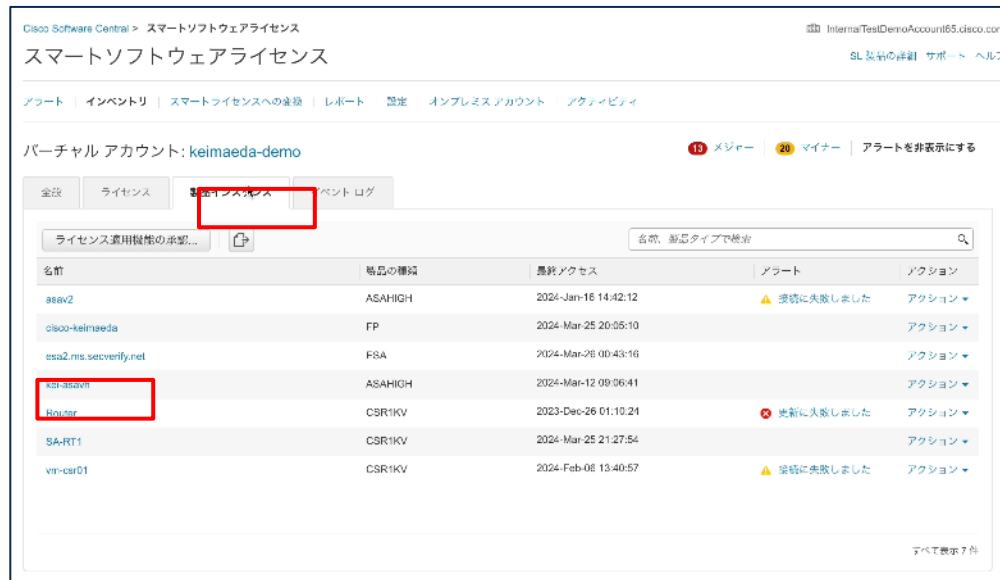 Cisco Software Central > スマートソフトウェアライセンス
InternalTestDemoAccount65.cisco.com
スマートソフトウェアライセンス
SL 製品の詳細 サポート ヘルプ
アラート | インベントリ | スマートライセンスへの変換 | レポート | 設定 | オンプレミス アカウント | アクティビティ
バーチャル アカウント: keimaeda-demo
13 メジャー | 20 マイナー | アラートを非表示にする
全般 ライセンス 製品インスタンス イベント ログ
ライセンス適用機能の承認...
名前、製品タイプで検索
名前 製品の種類 最終アクセス アラート アクション
asav2 ASAHIGH 2024-Jan-16 14:42:12 接続に失敗しました アクション
cisco-keimaeda FP 2024-Mar-25 20:05:10 アクション
esa2.ms.secverify.net ESA 2024-Mar-26 00:43:16 アクション
kei-asavh ASAHIGH 2024-Mar-12 09:06:41 アクション
Router CSR1KV 2023-Dec-26 01:10:24 更新に失敗しました アクション
SA-RT1 CSR1KV 2024-Mar-25 21:27:54 アクション
vm-csr01 CSR1KV 2024-Feb-06 13:40:57 接続に失敗しました アクション
すべて表示 7 件